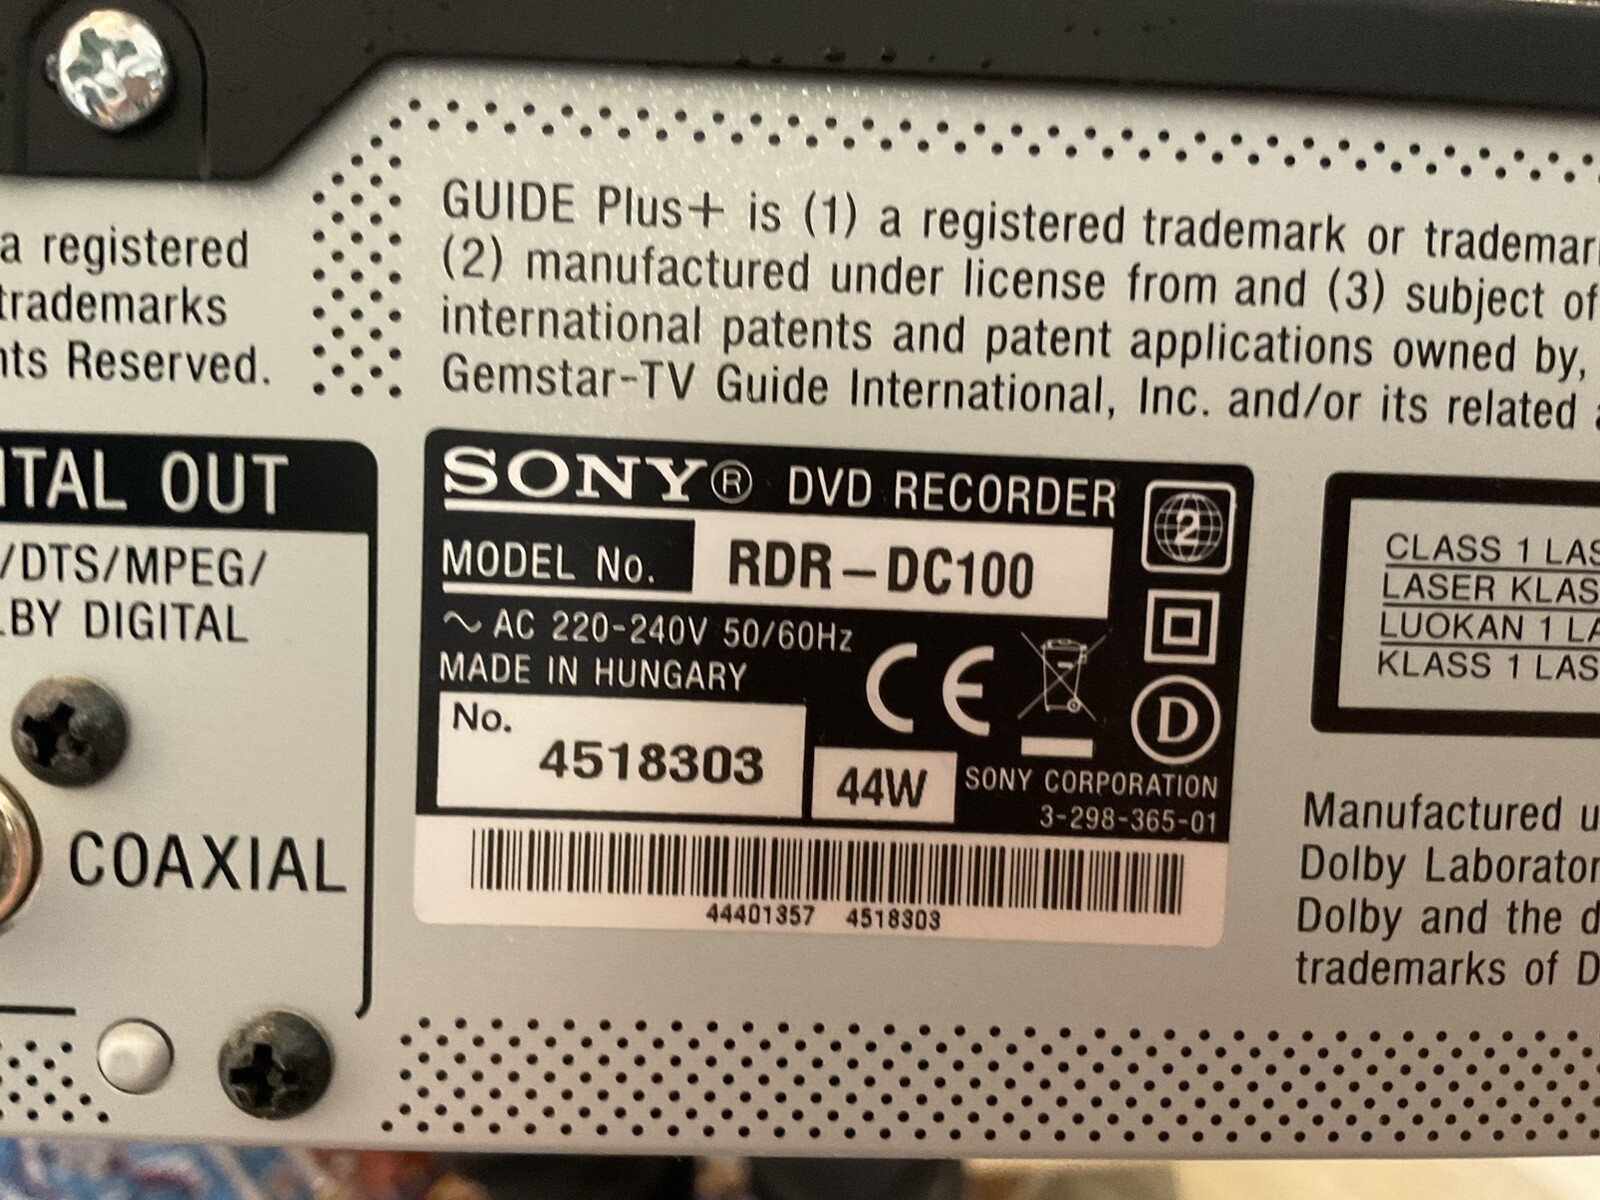 a registered
trademarks
nts Reserved.
GUIDE Plus+ is (1) a registered trademark or trademark
(2) manufactured under license from and (3) subject of
international patents and patent applications owned by,
Gemstar-TV Guide International, Inc. and/or its related
ITAL OUT
/DTS/MPEG/
LBY DIGITAL
COAXIAL
SONY® DVD RECORDER
2
MODEL No. RDR-DC100
~ AC 220-240V 50/60Hz
MADE IN HUNGARY
CE
D
No.
4518303
44W
SONY CORPORATION
3-298-365-01
44401357 4518303
CLASS 1 LAS
LASER KLAS
LUOKAN 1 LA
KLASS 1 LAS
Manufactured u
Dolby Laborator
Dolby and the d
trademarks of D